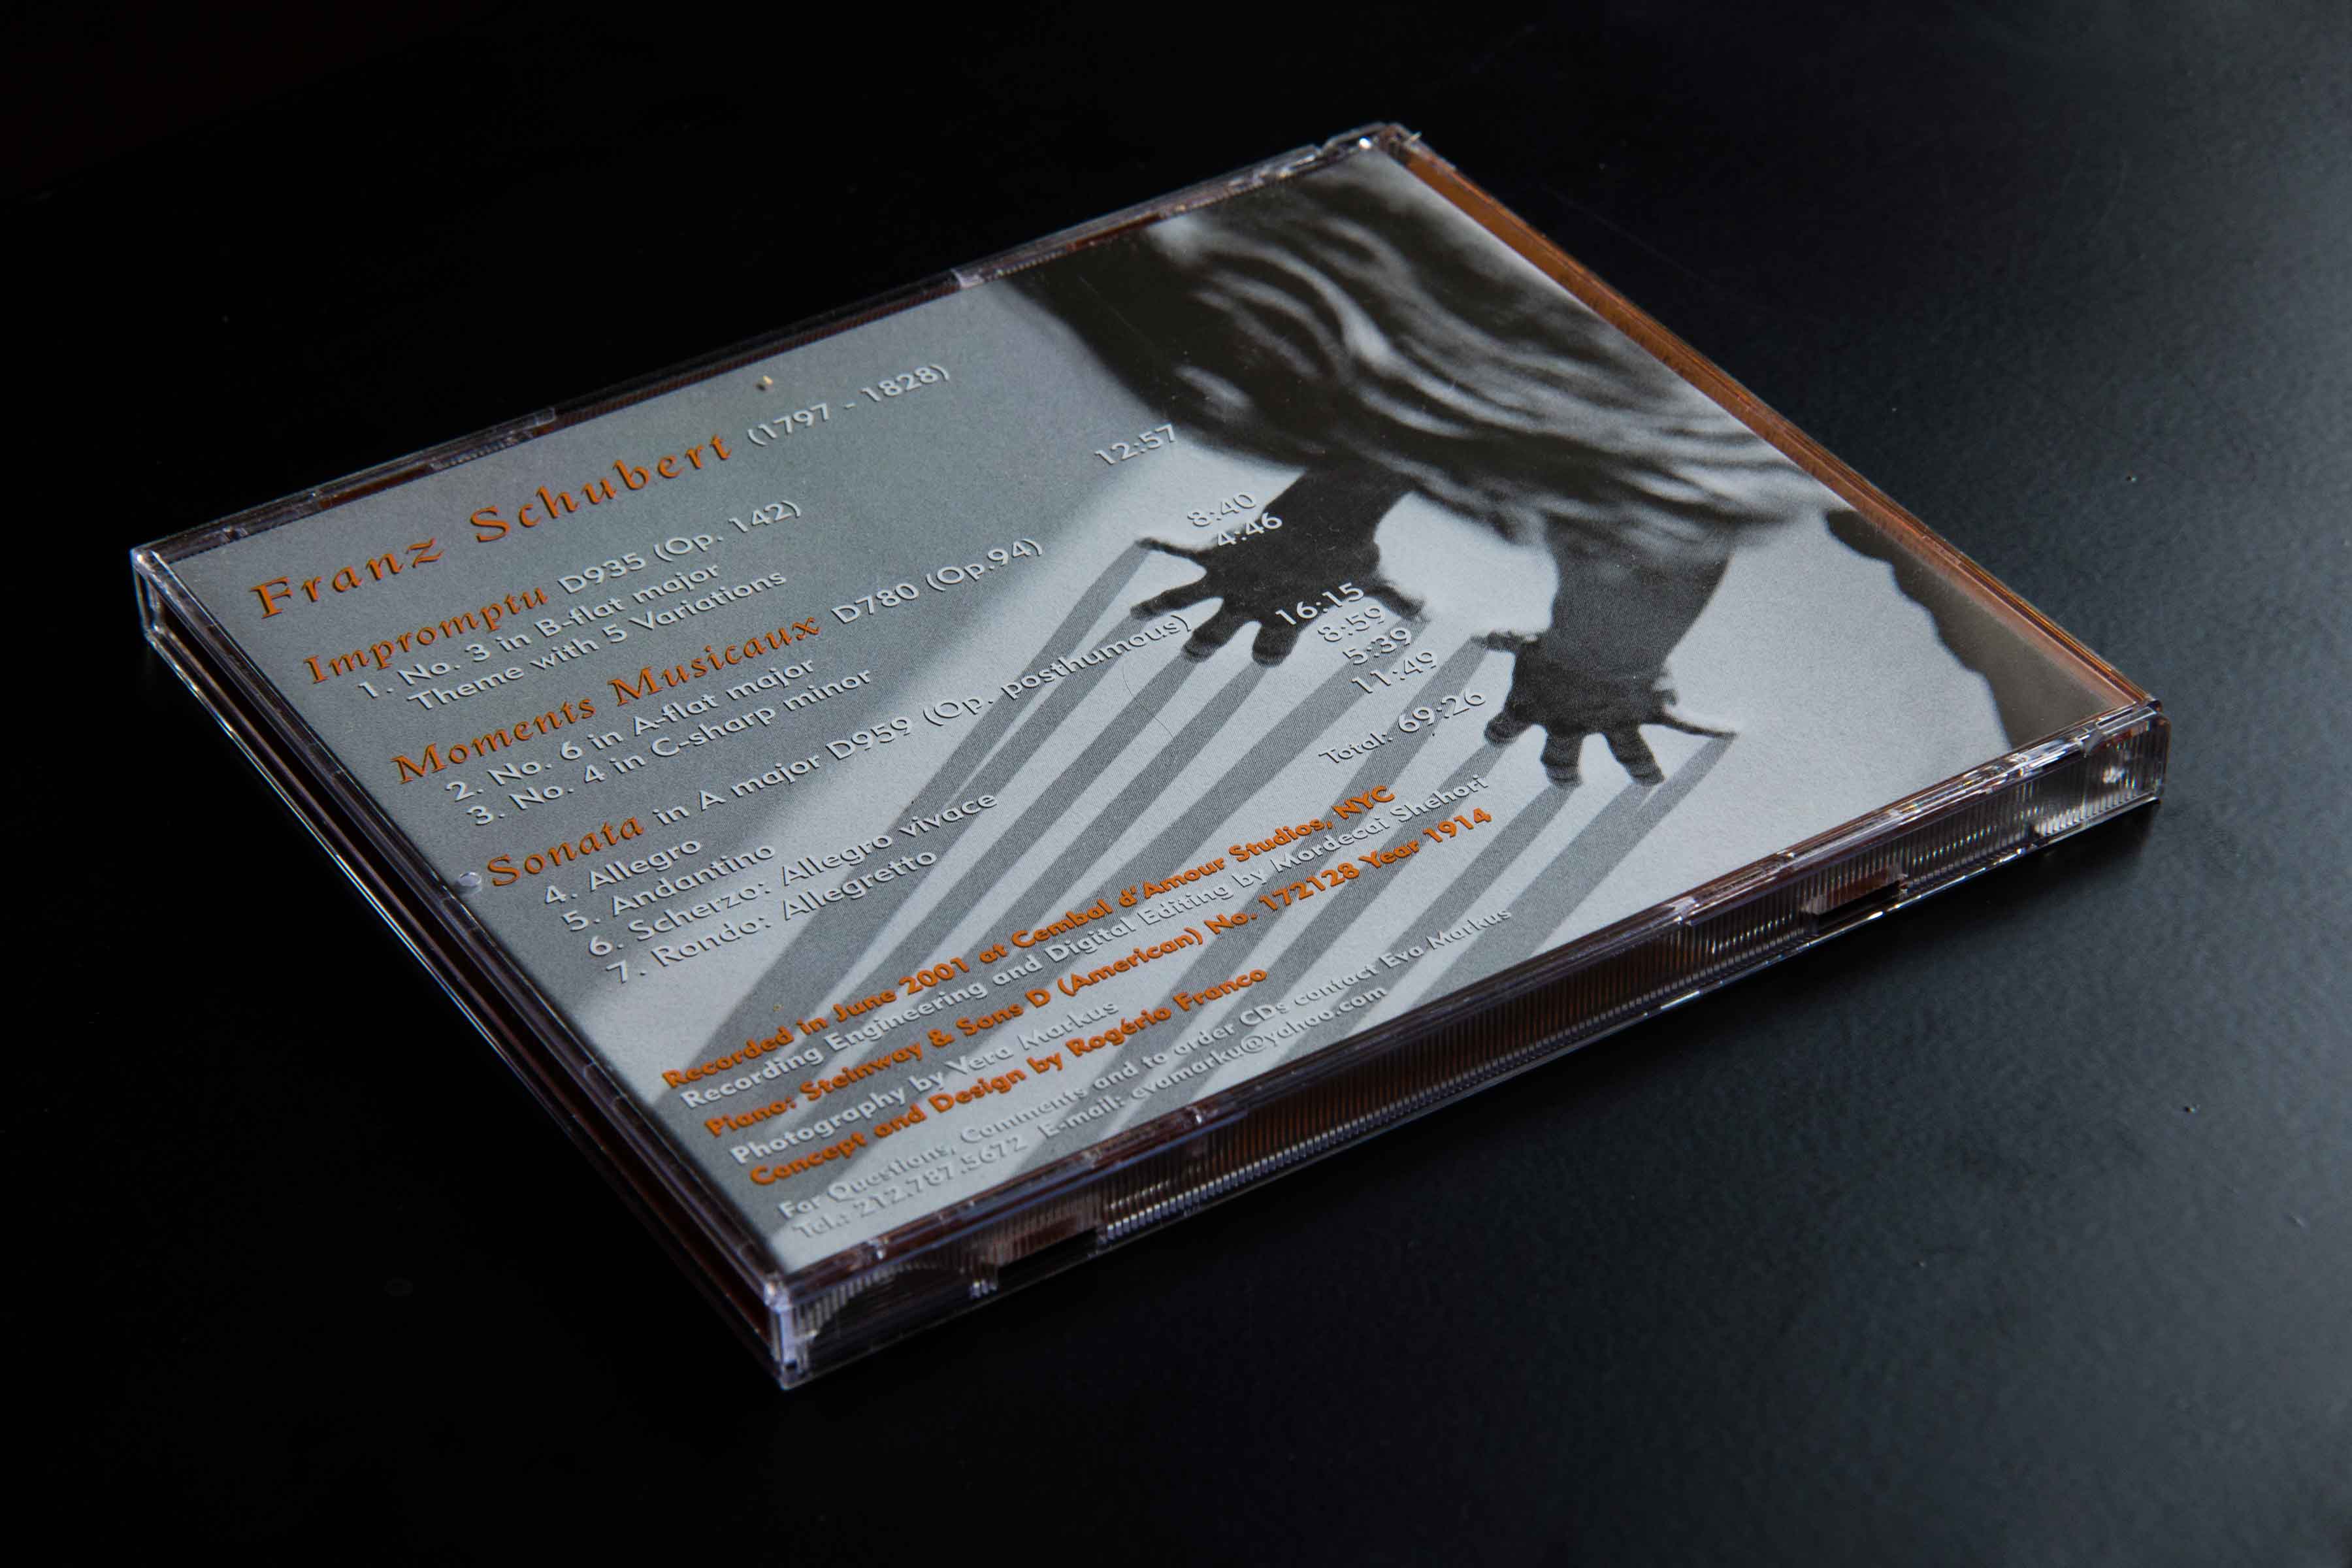 Franz Schubert (1797 - 1828)
Impromptu D935 (Op. 142)
1. No. 3 in B-flat major 12:57
Theme with 5 Variations
Moments Musicaux D780 (Op.94)
2. No. 6 in A-flat major 8:40
3. No. 4 in C-sharp minor 4:46
Sonata in A major D959 (Op. posthumous)
4. Allegro 16:15
5. Andantino 8:59
6. Scherzo: Allegro vivace 5:39
7. Rondo: Allegretto 11:49
Total: 69:26
Recorded in June 2001 at Cembal d'Amour Studios, NYC
Recording Engineering and Digital Editing by Mordecai Shehori
Piano: Steinway & Sons D (American) No. 172128 Year 1914
Photography by Vera Markus
Concept and Design by Rogério Franco
For Questions, Comments and to order CDs contact Eva Markus
Tel.: 212.787.5672 E-mail: evamarku@yahoo.com